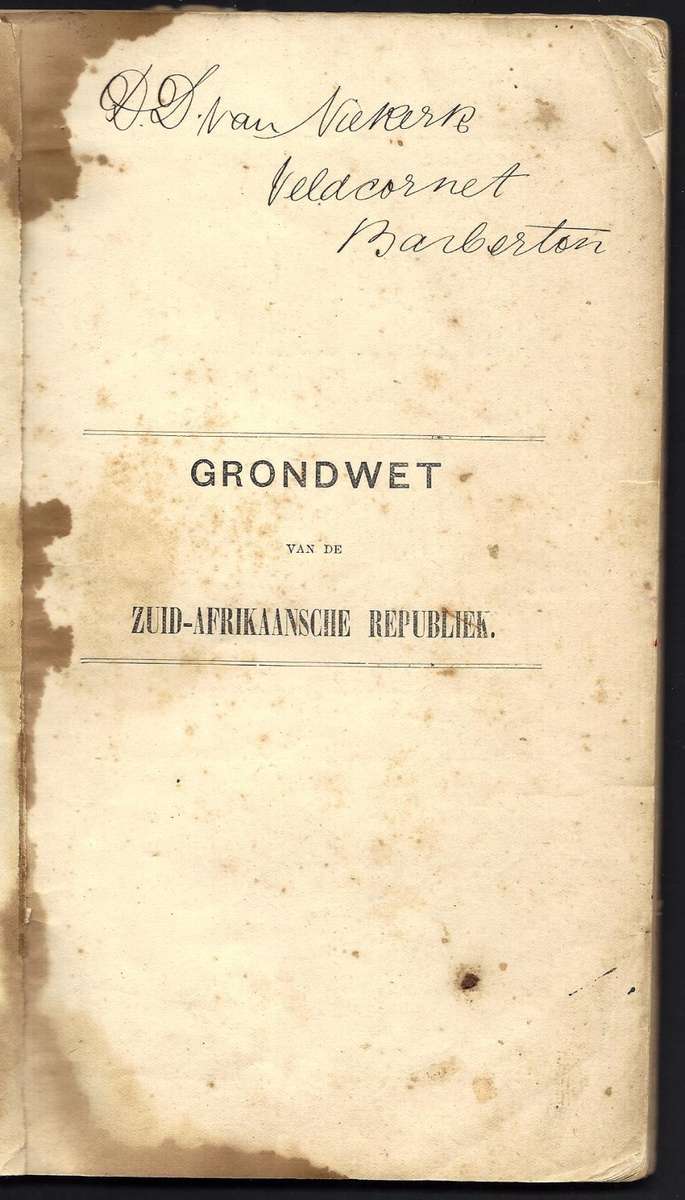 D. D. van Niekerk
Veldcornet
Barberton
GRONDWET
VAN DE
ZUID-AFRIKAANSCHE REPUBLIEK.